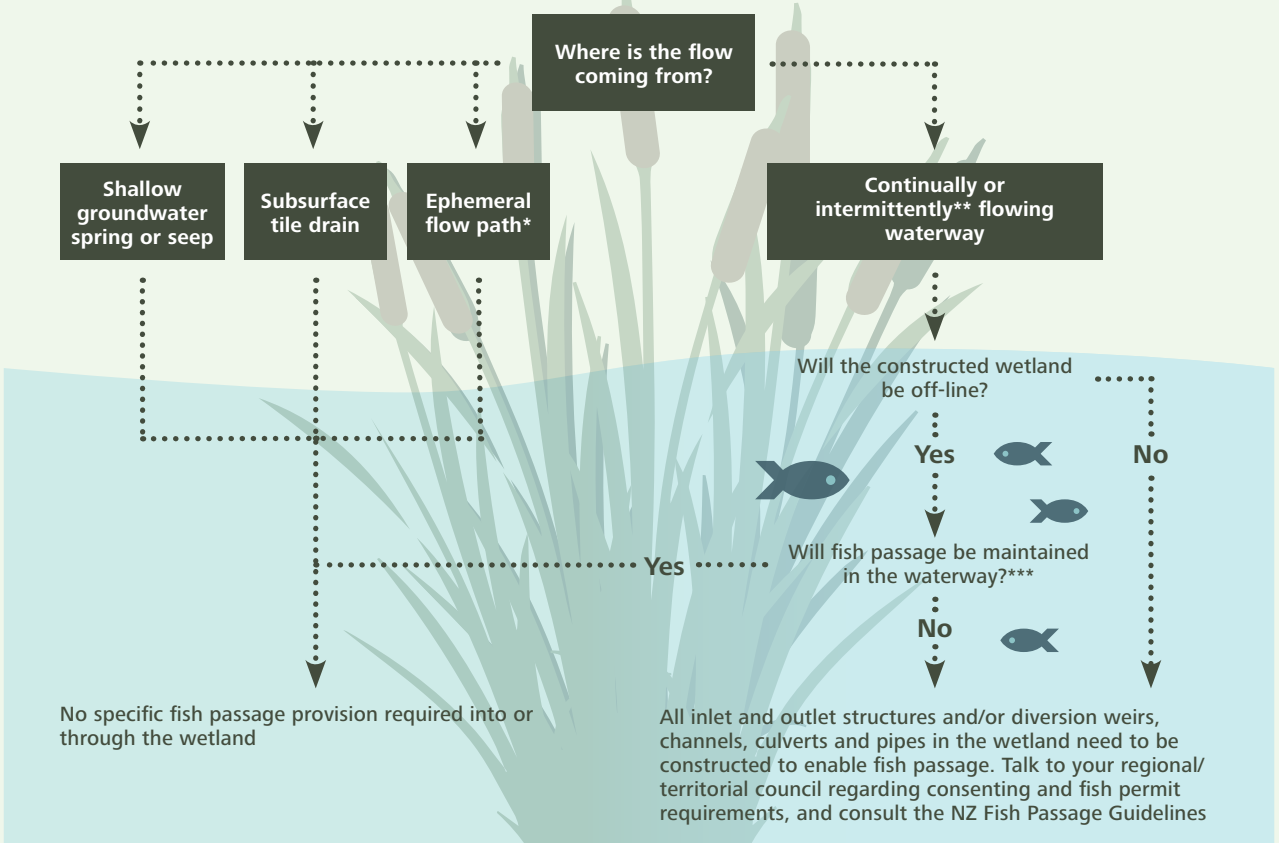 Where is the flow
coming from?
Shallow
groundwater
spring or seep
Subsurface
tile drain
Ephemeral
flow path*
Continually or
intermittently** flowing
waterway
Will the constructed wetland
be off-line?
Yes
No
Will fish passage be maintained
in the waterway?***
Yes
No
No specific fish passage provision required into or
through the wetland
All inlet and outlet structures and/or diversion weirs,
channels, culverts and pipes in the wetland need to be
constructed to enable fish passage. Talk to your regional/
territorial council regarding consenting and fish permit
requirements, and consult the NZ Fish Passage Guidelines